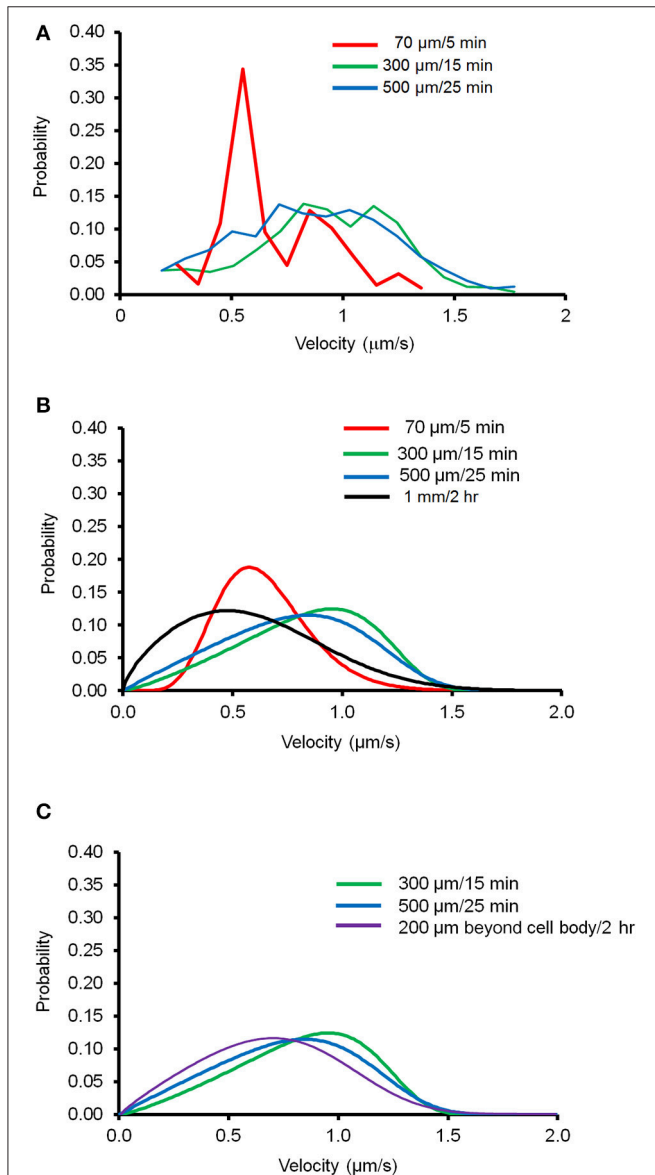 A
0.40
0.35
0.30
0.25
0.20
0.15
0.10
0.05
0.00
Probability
70 µm/5 min
300 µm/15 min
500 µm/25 min
0 0.5 1 1.5 2
Velocity (µm/s)
B
0.40
0.35
0.30
0.25
0.20
0.15
0.10
0.05
0.00
Probability
70 µm/5 min
300 µm/15 min
500 µm/25 min
1 mm/2 hr
0.0 0.5 1.0 1.5 2.0
Velocity (µm/s)
C
0.40
0.35
0.30
0.25
0.20
0.15
0.10
0.05
0.00
Probability
300 µm/15 min
500 µm/25 min
200 µm beyond cell body/2 hr
0.0 0.5 1.0 1.5 2.0
Velocity (µm/s)